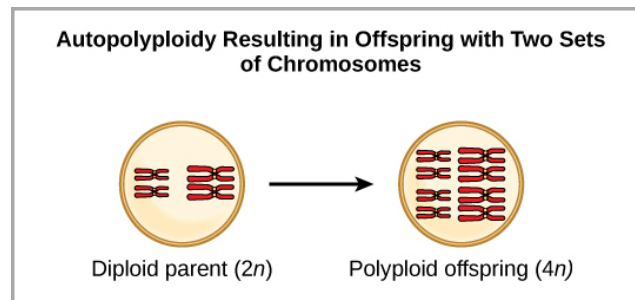 Autopolyploidy Resulting in Offspring with Two Sets
of Chromosomes
Diploid parent (2n)
Polyploid offspring (4n)